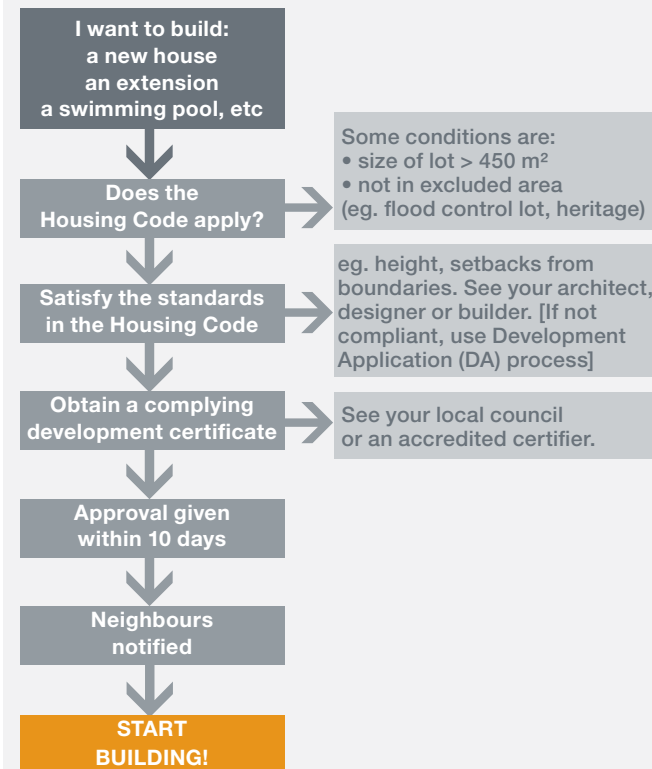 I want to build:
a new house
an extension
a swimming pool, etc
Does the
Housing Code apply?
Some conditions are:
• size of lot > 450 m²
• not in excluded area
(eg. flood control lot, heritage)
Satisfy the standards
in the Housing Code
eg. height, setbacks from
boundaries. See your architect,
designer or builder. [If not
compliant, use Development
Application (DA) process]
Obtain a complying
development certificate
See your local council
or an accredited certifier.
Approval given
within 10 days
Neighbours
notified
START
BUILDING!